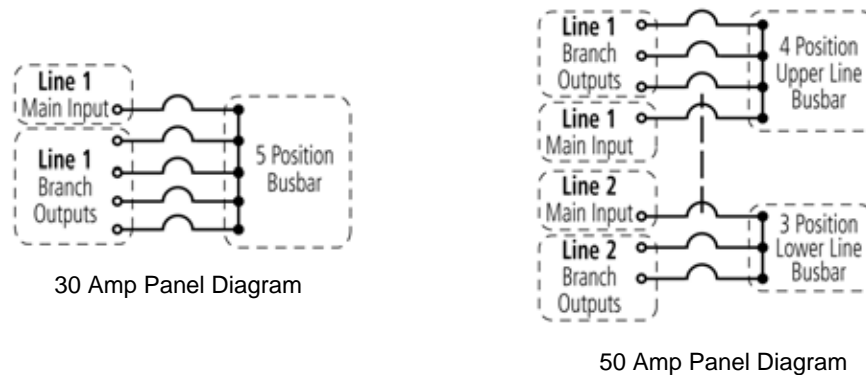 Line 1
Main Input
Line 1
Branch
Outputs
5 Position
Busbar
30 Amp Panel Diagram
Line 1
Branch
Outputs
Line 1
Main Input
Line 2
Main Input
Line 2
Branch
Outputs
4 Position
Upper Line
Busbar
3 Position
Lower Line
Busbar
50 Amp Panel Diagram